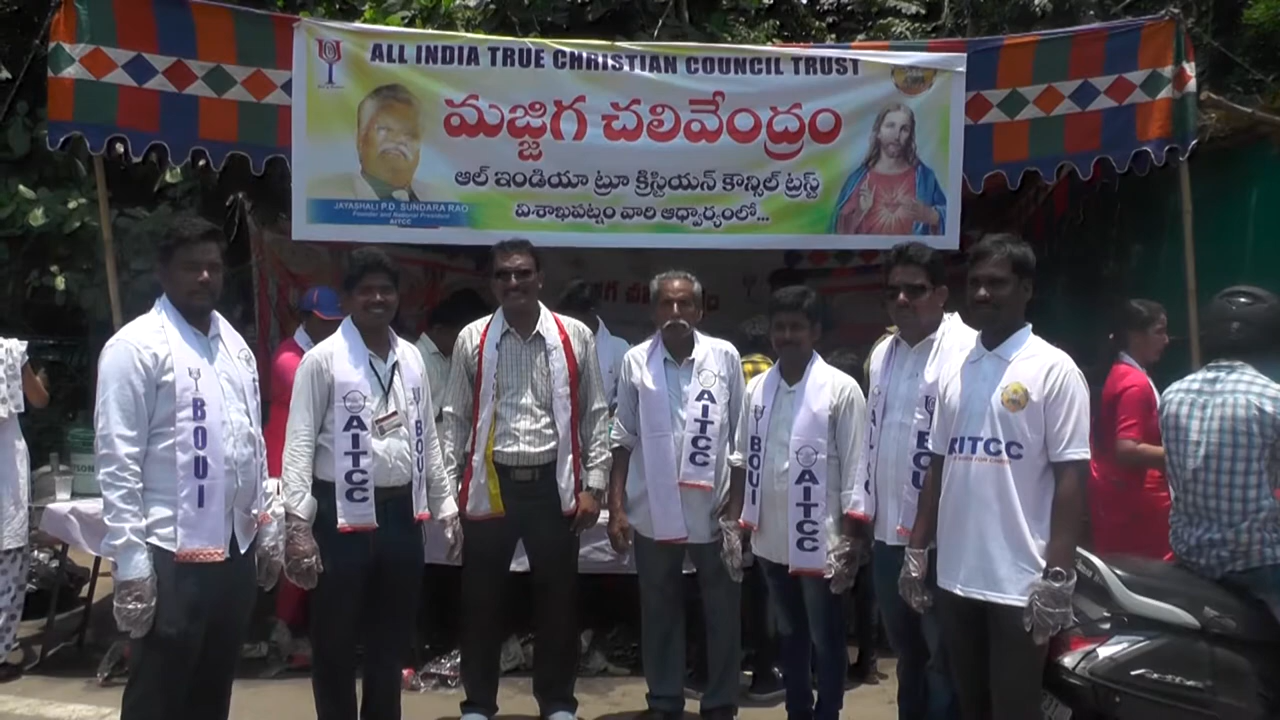 ALL INDIA TRUE CHRISTIAN COUNCIL TRUST
మజ్జిగ చలివేంద్రం
ఆల్ ఇండియా ట్రూ క్రిస్టియన్ కౌన్సిల్ ట్రస్ట్
విశాఖపట్నం వారి ఆధ్వార్యంలో...
JAYASHALI P.D. SUNDARA RAO
Founder and National President
AITCC
BOUI
AITCC
BOUI
AITCC
BOUI
AITCC
BOUI
AITCC